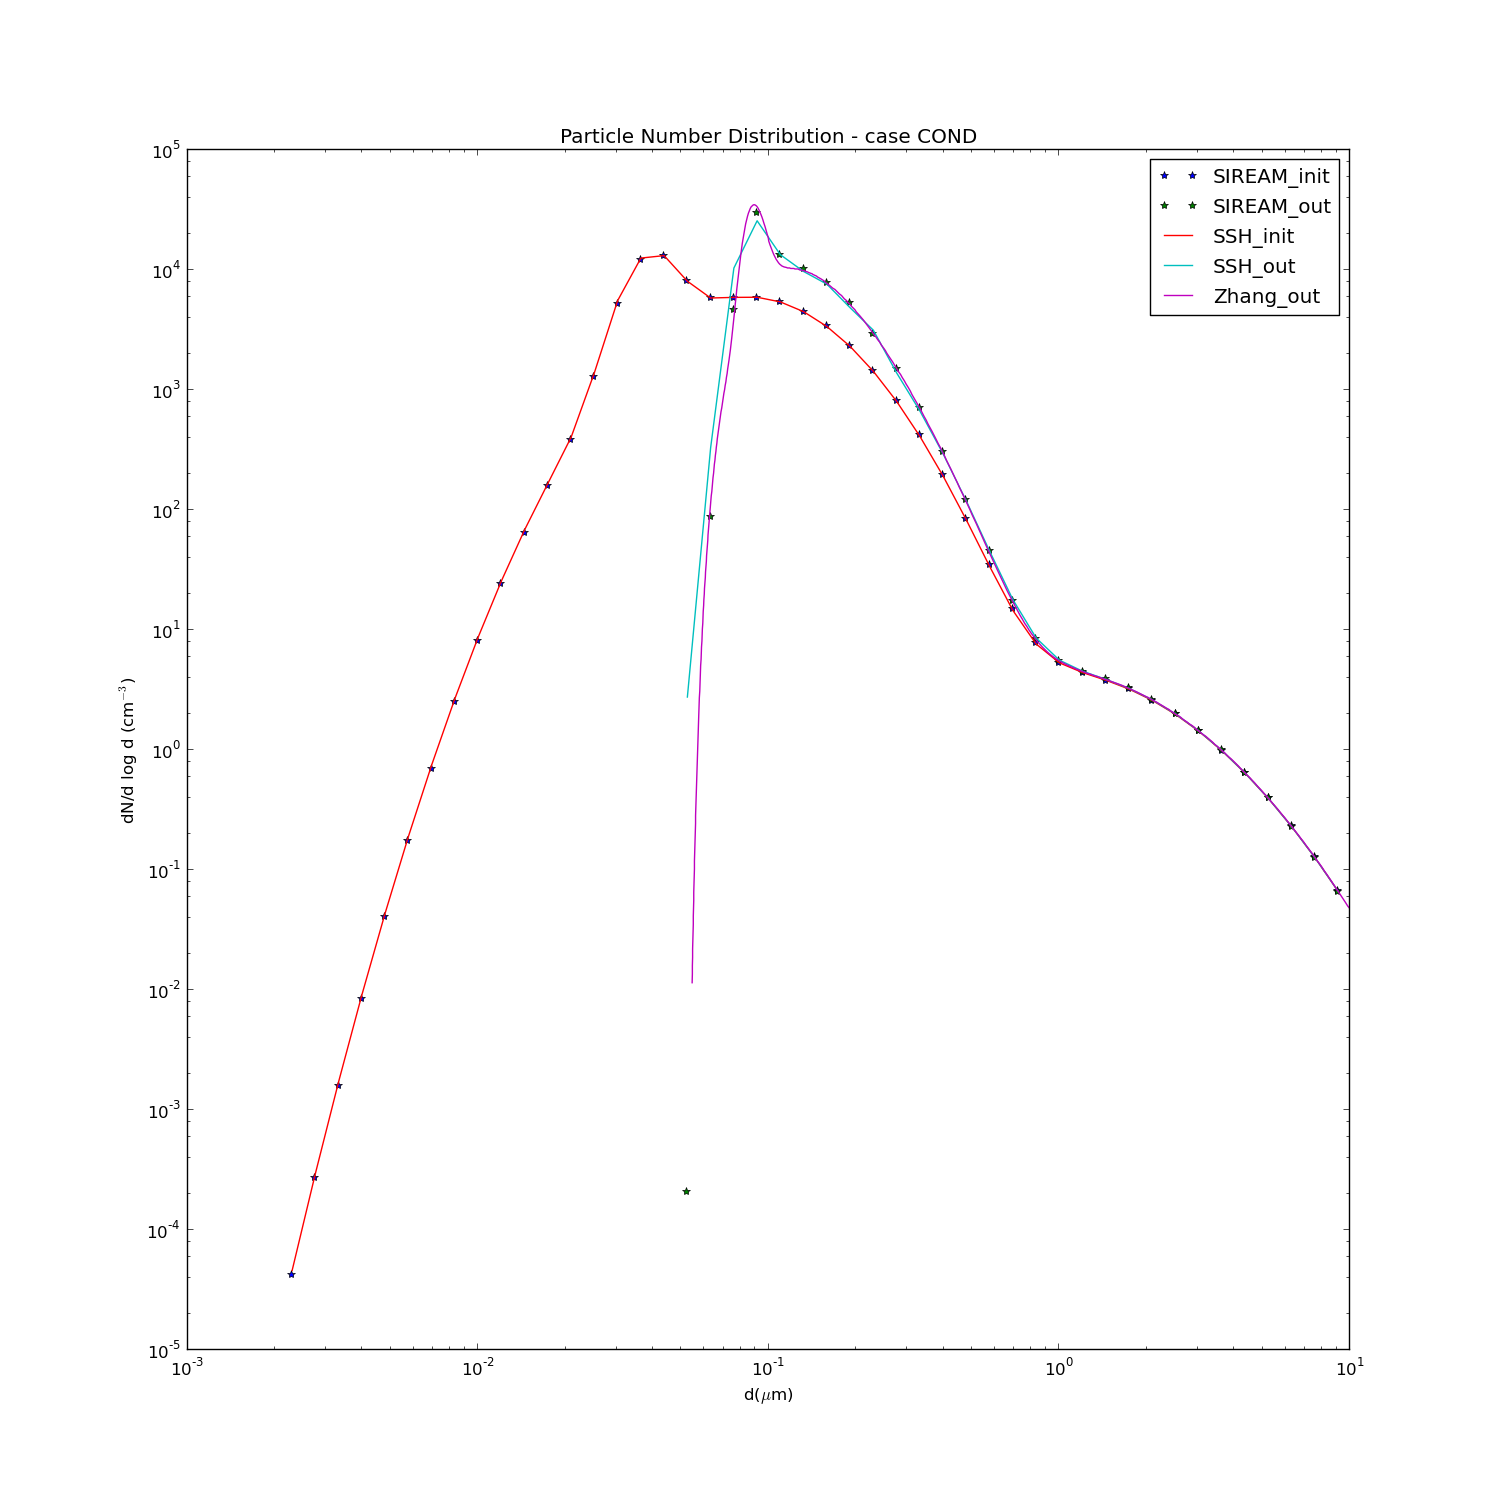 Particle Number Distribution - case COND
10^5
10^4
10^3
10^2
10^1
10^0
10^-1
10^-2
10^-3
10^-4
10^-5
dN/d log d (cm^−3)
SIREAM_init
SIREAM_out
SSH_init
SSH_out
Zhang_out
10^-3 10^-2 10^-1 10^0 10^1
d(μm)